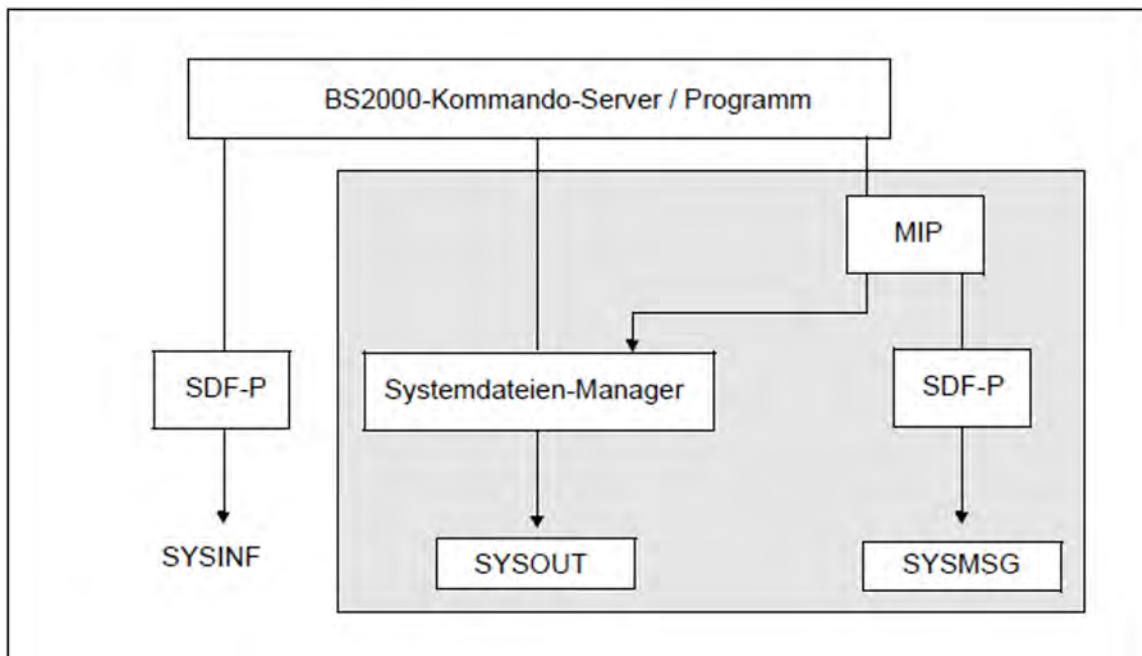 BS2000-Kommando-Server / Programm
MIP
SDF-P
Systemdateien-Manager
SDF-P
SYSINF
SYSOUT
SYSMSG